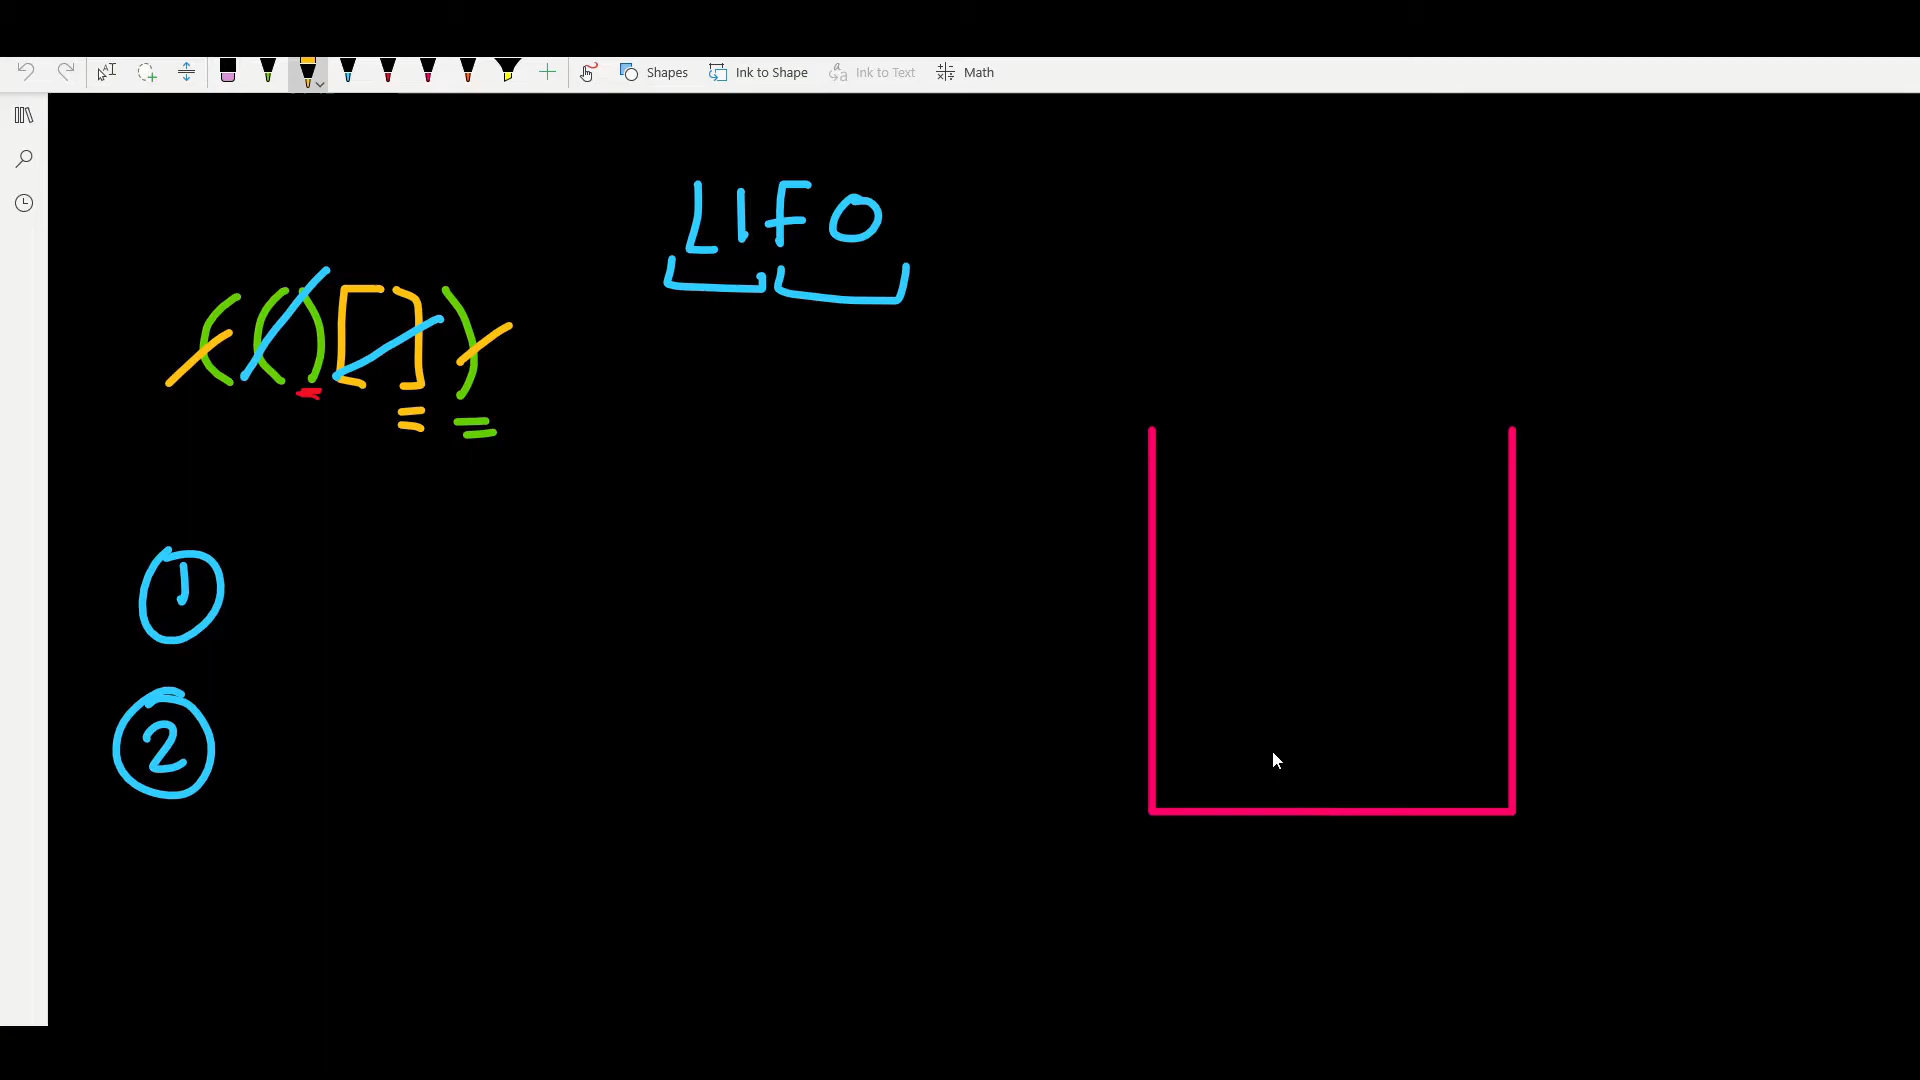 Shapes Ink to Shape Ink to Text Math
LIFO
(()[])
1
2